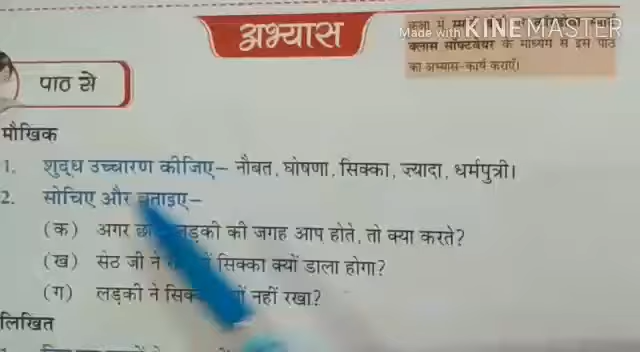 अभ्यास
Made with KINEMASTER
कक्षा में
क्लास सॉफ्टवेयर के माध्यम से इस पाठ
का अभ्यास-कार्य कराएँ।
पाठ से
मौखिक
1. शुद्ध उच्चारण कीजिए– नौबत, घोषणा, सिक्का, ज़्यादा, धर्मपुत्री।
2. सोचिए और बताइए–
(क) अगर लड़की की जगह आप होते, तो क्या करते?
(ख) सेठ जी ने सिक्का क्यों डाला होगा?
(ग) लड़की ने नहीं रखा?
लिखित